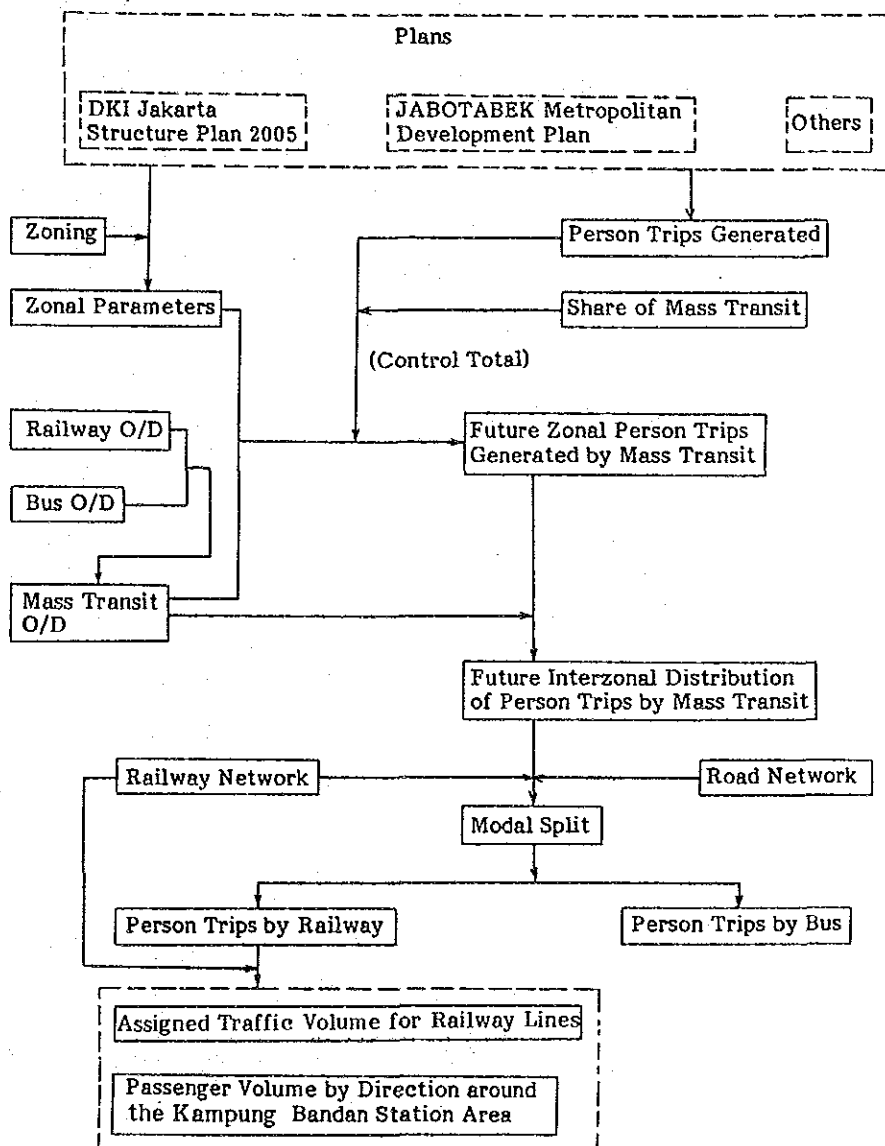 Plans
DKI Jakarta
Structure Plan 2005
JABOTABEK Metropolitan
Development Plan
Others
Zoning
Person Trips Generated
Zonal Parameters
Share of Mass Transit
(Control Total)
Railway O/D
Future Zonal Person Trips
Generated by Mass Transit
Bus O/D
Mass Transit
O/D
Future Interzonal Distribution
of Person Trips by Mass Transit
Railway Network
Road Network
Modal Split
Person Trips by Railway
Person Trips by Bus
Assigned Traffic Volume for Railway Lines
Passenger Volume by Direction around
the Kampung Bandan Station Area